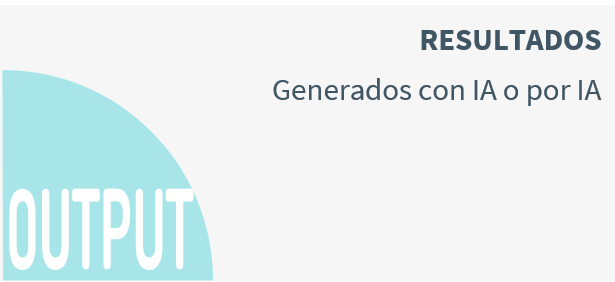 RESULTADOS
Generados con IA o por IA
OUTPUT